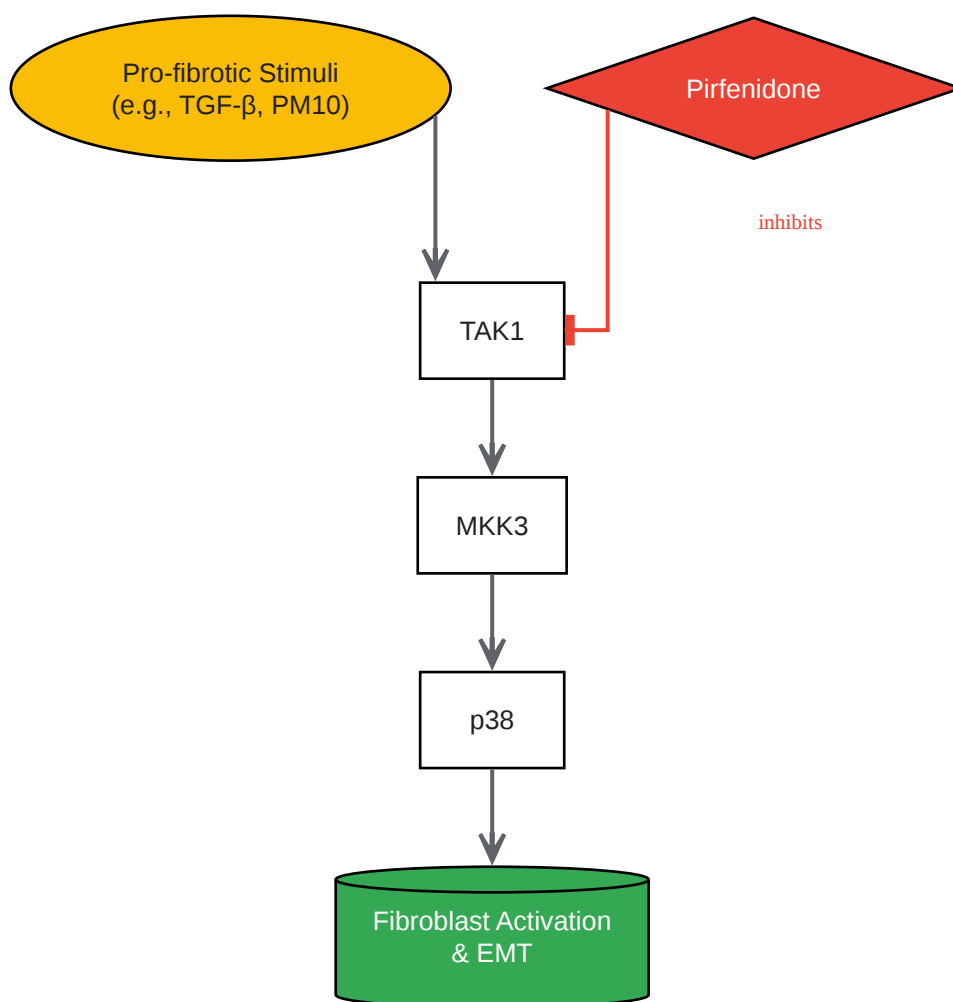 Pro-fibrotic Stimuli
(e.g., TGF-β, PM10)
Pirfenidone
inhibits
TAK1
MKK3
p38
Fibroblast Activation
& EMT